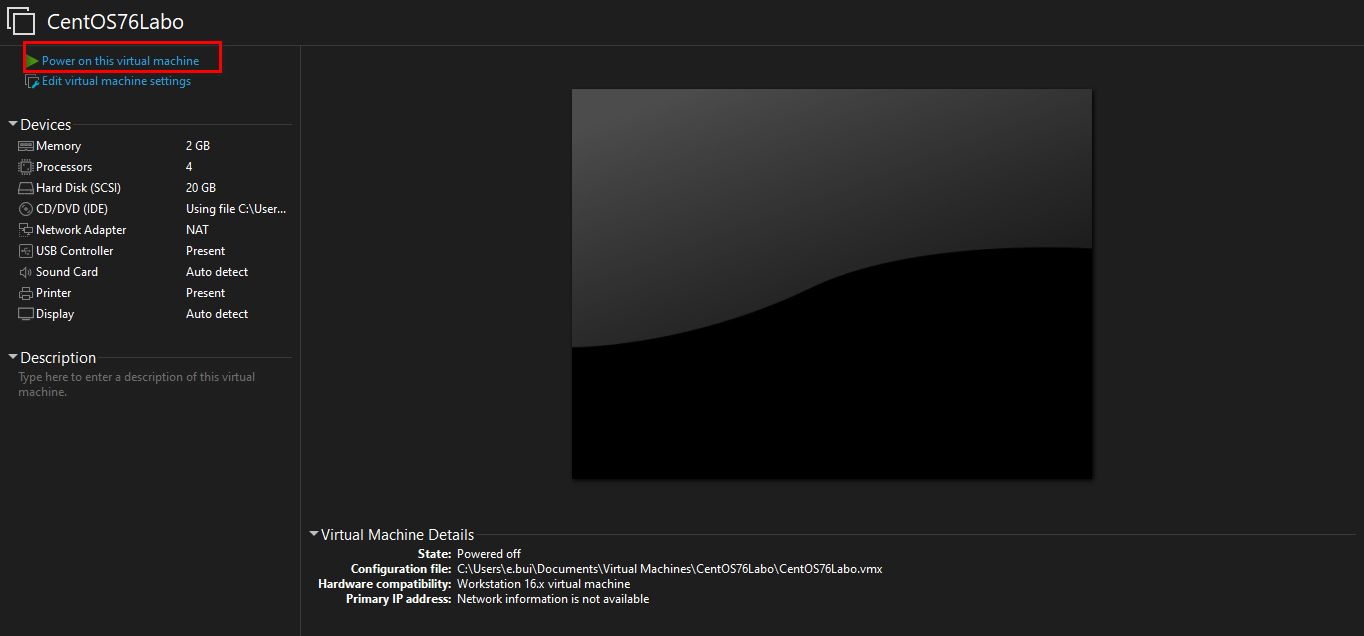 CentOS76Labo
Power on this virtual machine
Edit virtual machine settings
Devices
Memory 2 GB
Processors 4
Hard Disk (SCSI) 20 GB
CD/DVD (IDE) Using file C:\User...
Network Adapter NAT
USB Controller Present
Sound Card Auto detect
Printer Present
Display Auto detect
Description
Type here to enter a description of this virtual
machine.
Virtual Machine Details
State: Powered off
Configuration file: C:\Users\e.bui\Documents\Virtual Machines\CentOS76Labo\CentOS76Labo.vmx
Hardware compatibility: Workstation 16.x virtual machine
Primary IP address: Network information is not available